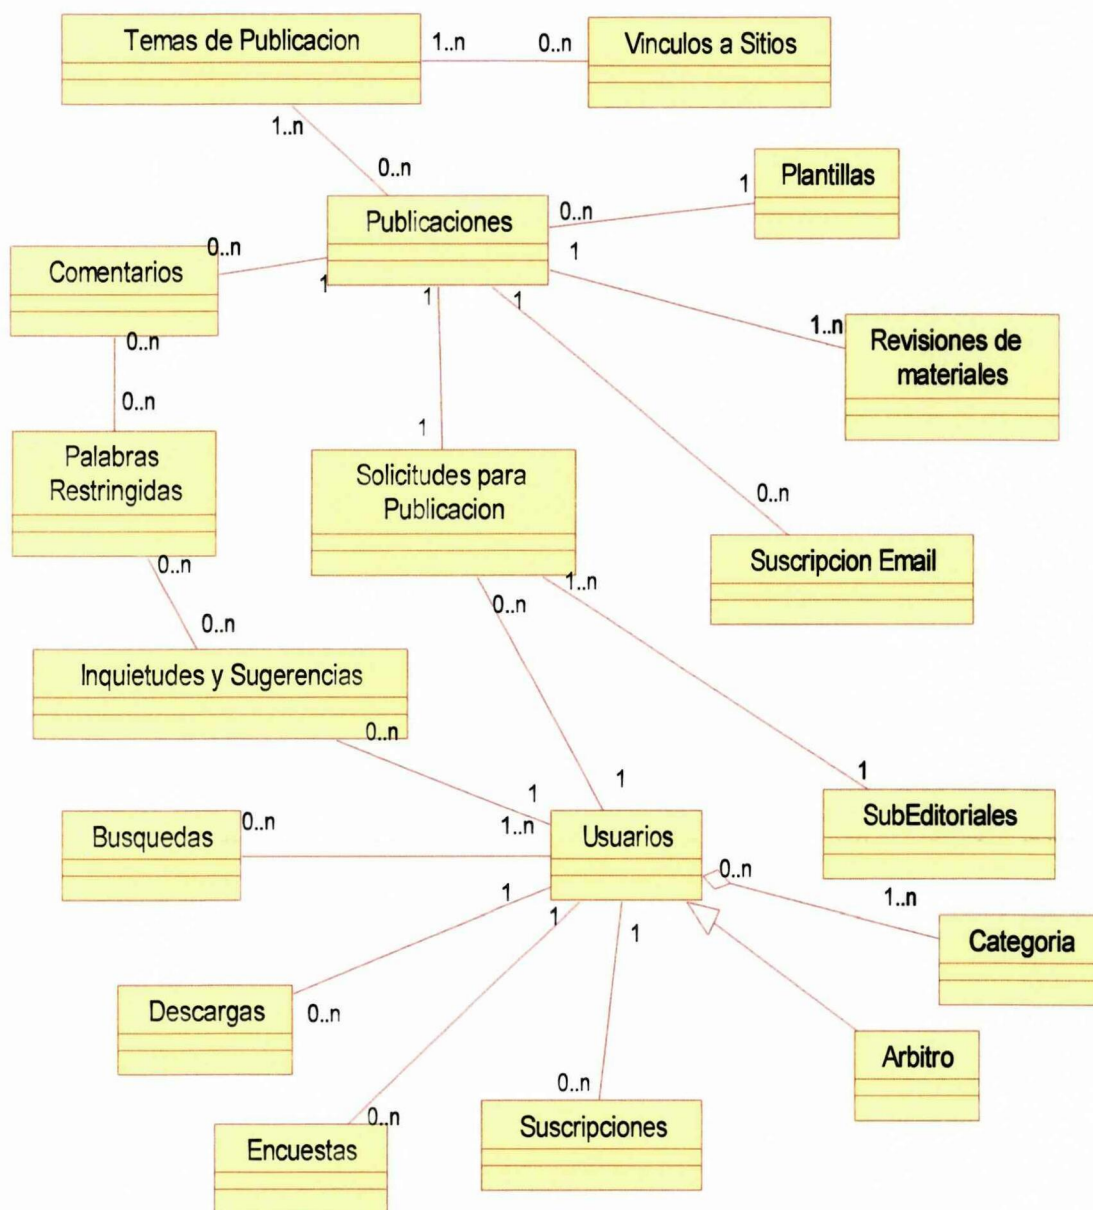 Temas de Publicacion
1..n
0..n
Vinculos a Sitios
1..n
0..n
Plantillas
1
0..n
Publicaciones
1
0..n
Comentarios
1
1
1
1..n
Revisiones de
materiales
0..n
0..n
1
Palabras
Restringidas
Solicitudes para
Publicacion
0..n
Suscripcion Email
0..n
1..n
0..n
0..n
Inquietudes y Sugerencias
0..n
1
1
1
SubEditoriales
Busquedas
0..n
1..n
Usuarios
0..n
1..n
1
1
1
Categoria
Descargas
0..n
Arbitro
0..n
0..n
Suscripciones
Encuestas